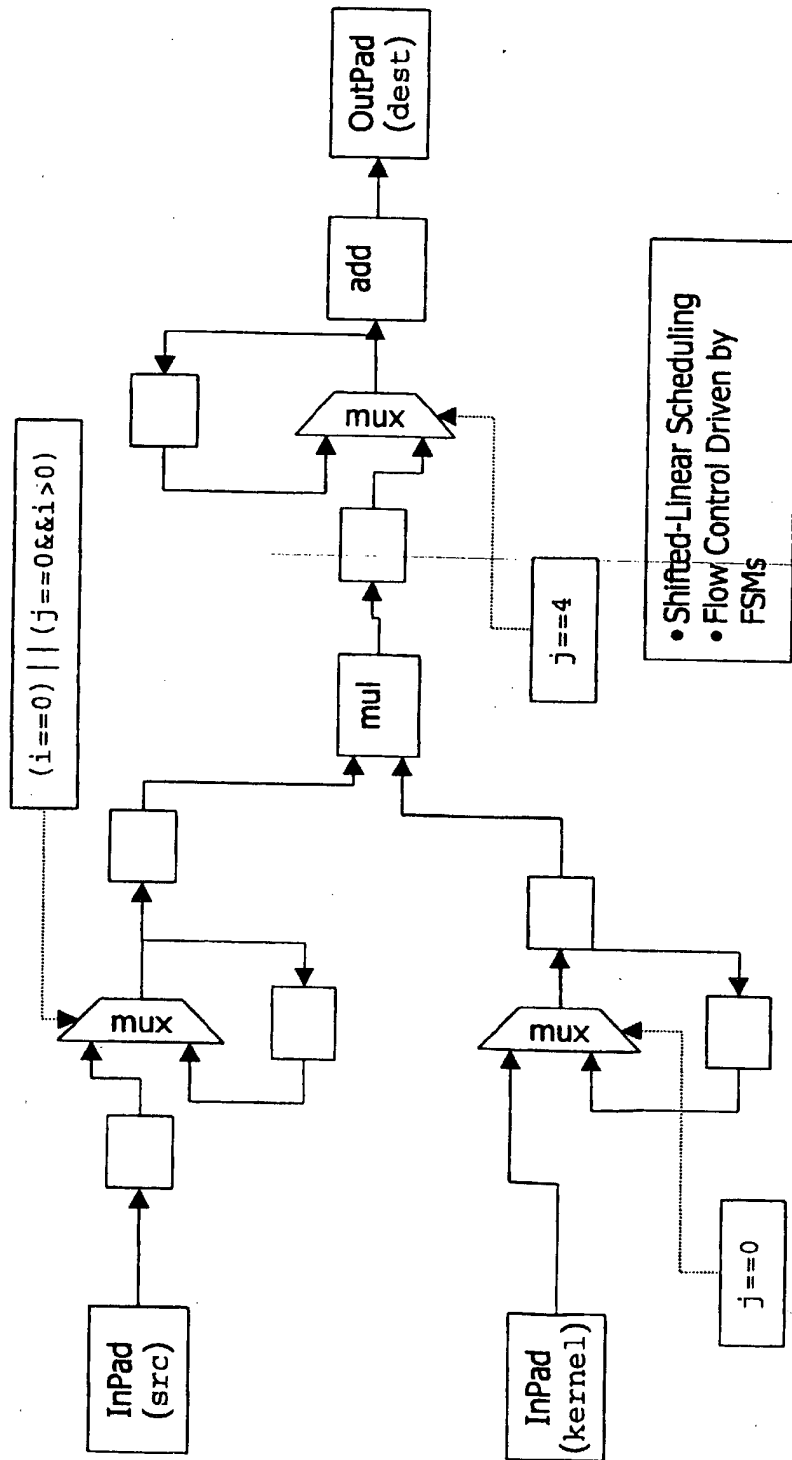 InPad
(src)
mux
(i==0)||(j==0&&i>0)
InPad
(kernel)
mux
j==0
mul
mux
j==4
add
OutPad
(dest)
• Shifted-Linear Scheduling
• Flow Control Driven by
FSMs